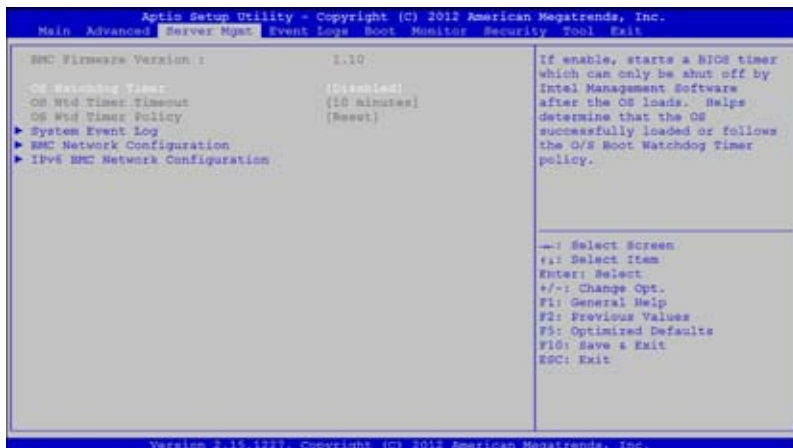 Aptio Setup Utility - Copyright (C) 2012 American Megatrends, Inc.
Main Advanced Server Mgmt Event Logs Boot Monitor Security Tool Exit
BMC Firmware Version : 1.10
OS Watchdog Timer [Disabled]
OS Wtd Timer Timeout [10 minutes]
OS Wtd Timer Policy [Reset]
▶ System Event Log
▶ BMC Network Configuration
▶ IPv6 BMC Network Configuration
If enable, starts a BIOS timer
which can only be shut off by
Intel Management Software
after the OS loads. Helps
determine that the OS
successfully loaded or follows
the O/S Boot Watchdog Timer
policy.
→←: Select Screen
↑↓: Select Item
Enter: Select
+/-: Change Opt.
F1: General Help
F2: Previous Values
F5: Optimized Defaults
F10: Save & Exit
ESC: Exit
Version 2.15.1227. Copyright (C) 2012 American Megatrends, Inc.